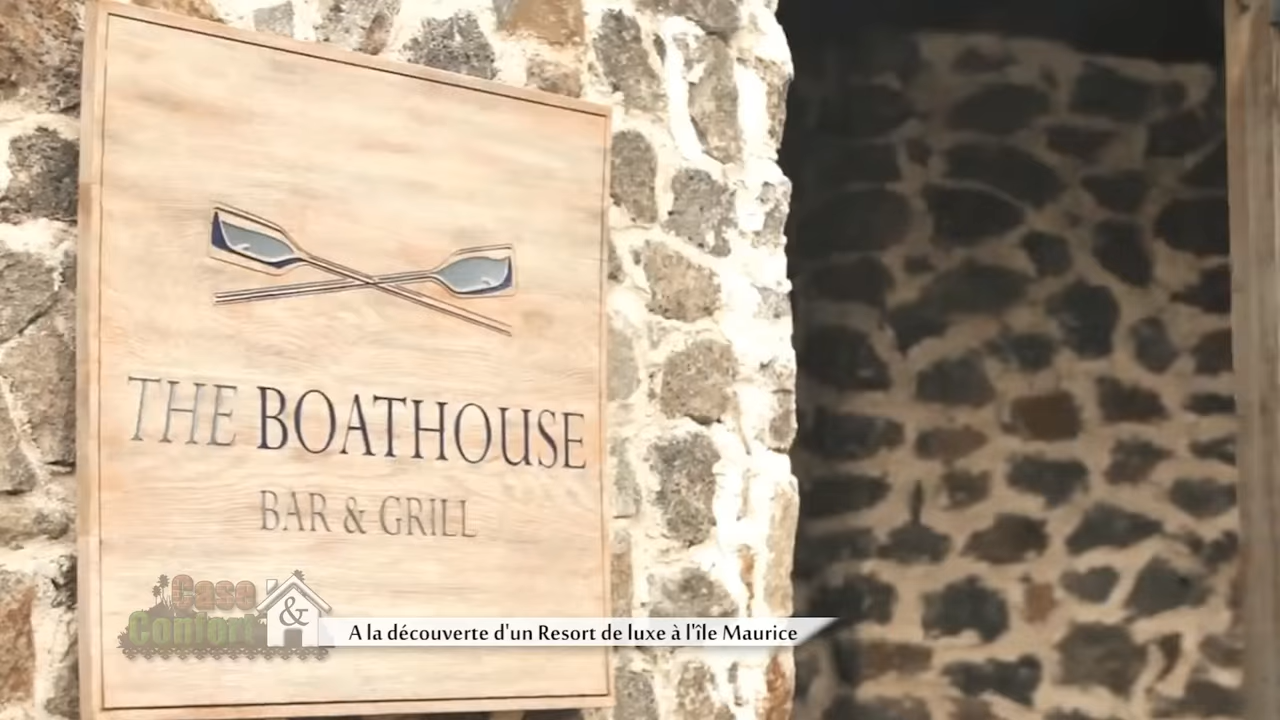 THE BOATHOUSE
BAR & GRILL
Case
& 
Confort
A la découverte d'un Resort de luxe à l'île Maurice